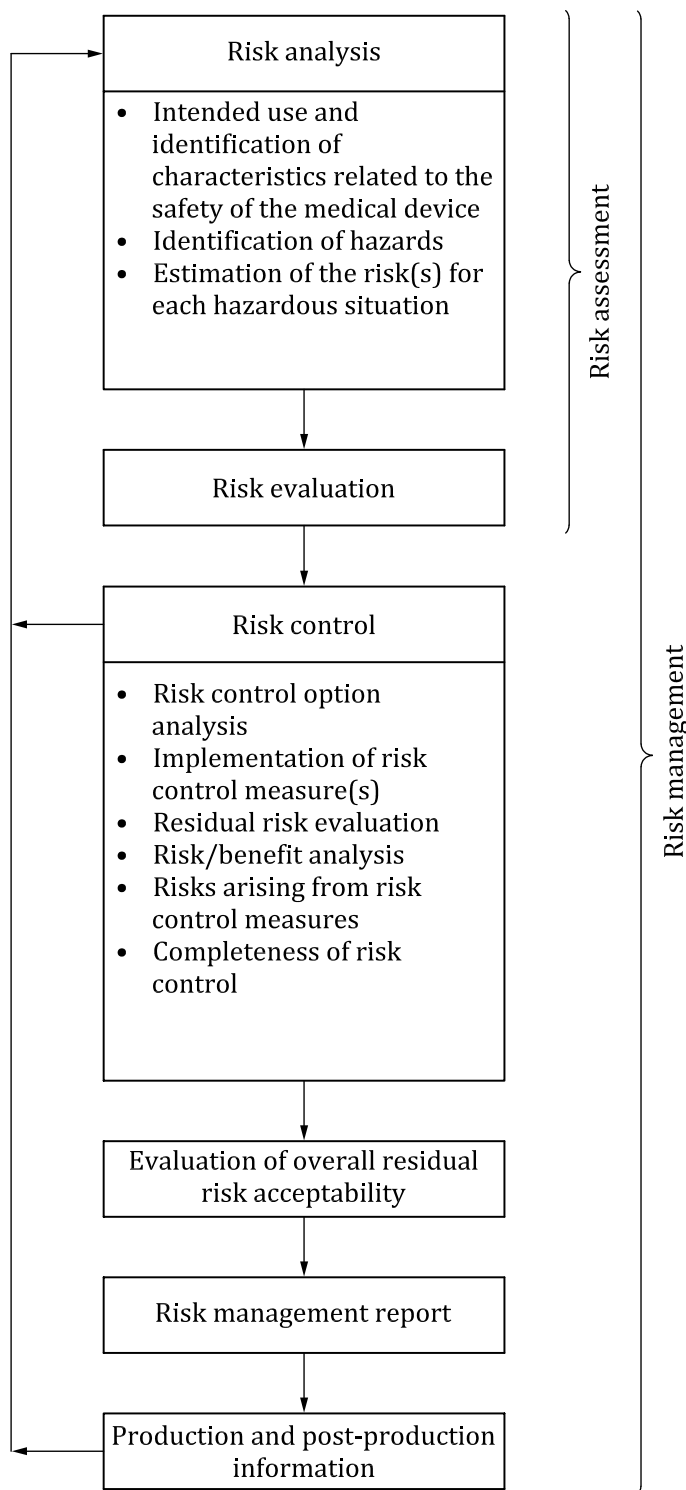 Risk analysis
• Intended use and
identification of
characteristics related to the
safety of the medical device
• Identification of hazards
• Estimation of the risk(s) for
each hazardous situation
Risk evaluation
Risk assessment
Risk control
• Risk control option
analysis
• Implementation of risk
control measure(s)
• Residual risk evaluation
• Risk/benefit analysis
• Risks arising from risk
control measures
• Completeness of risk
control
Evaluation of overall residual
risk acceptability
Risk management report
Production and post-production
information
Risk management